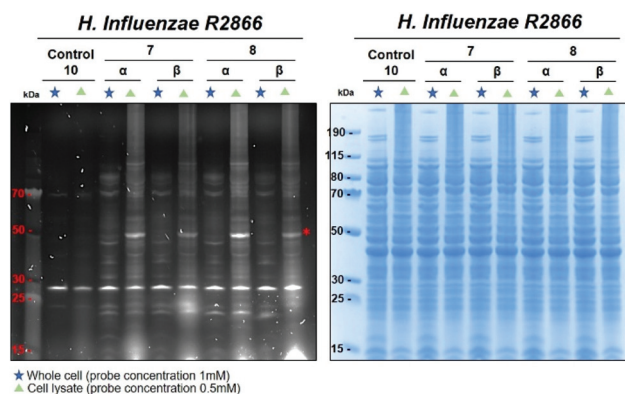 H. Influenzae R2866
Control 7 8
10 α β α β
kDa
70 -
50 -
30 -
25 -
15 -
*
H. Influenzae R2866
Control 7 8
10 α β α β
190 -
115 -
80 -
70 -
50 -
30 -
25 -
15 -
★ Whole cell (probe concentration 1mM)
▲ Cell lysate (probe concentration 0.5mM)